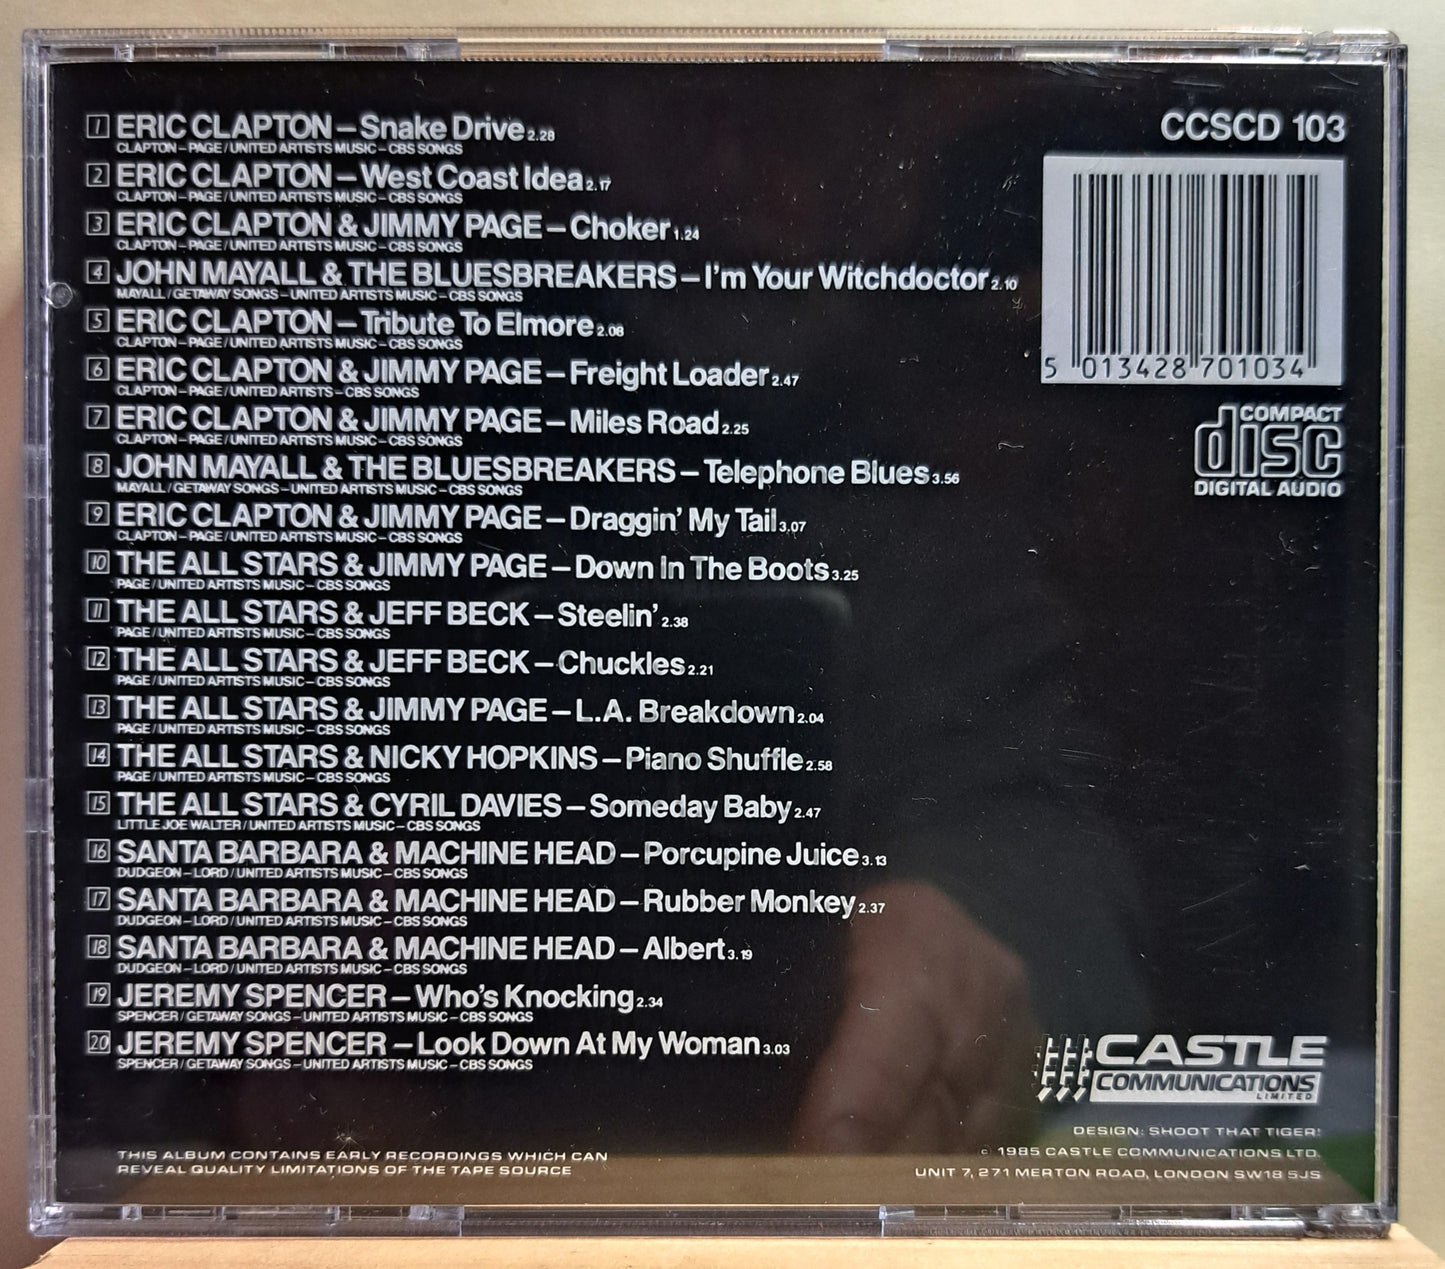 1 ERIC CLAPTON – Snake Drive 2.28
CLAPTON – PAGE / UNITED ARTISTS MUSIC – CBS SONGS
2 ERIC CLAPTON – West Coast Idea 2.17
CLAPTON – PAGE / UNITED ARTISTS MUSIC – CBS SONGS
3 ERIC CLAPTON & JIMMY PAGE – Choker 1.24
CLAPTON – PAGE / UNITED ARTISTS MUSIC – CBS SONGS
4 JOHN MAYALL & THE BLUESBREAKERS – I'm Your Witchdoctor 2.10
MAYALL / GETAWAY SONGS – UNITED ARTISTS MUSIC – CBS SONGS
5 ERIC CLAPTON – Tribute To Elmore 2.08
CLAPTON – PAGE / UNITED ARTISTS MUSIC – CBS SONGS
6 ERIC CLAPTON & JIMMY PAGE – Freight Loader 2.47
CLAPTON – PAGE / UNITED ARTISTS – CBS SONGS
7 ERIC CLAPTON & JIMMY PAGE – Miles Road 2.25
CLAPTON – PAGE / UNITED ARTISTS MUSIC – CBS SONGS
8 JOHN MAYALL & THE BLUESBREAKERS – Telephone Blues 3.56
MAYALL / GETAWAY SONGS – UNITED ARTISTS MUSIC – CBS SONGS
9 ERIC CLAPTON & JIMMY PAGE – Draggin' My Tail 3.07
CLAPTON – PAGE / UNITED ARTISTS MUSIC – CBS SONGS
10 THE ALL STARS & JIMMY PAGE – Down In The Boots 3.25
PAGE / UNITED ARTISTS MUSIC – CBS SONGS
11 THE ALL STARS & JEFF BECK – Steelin' 2.38
PAGE / UNITED ARTISTS MUSIC – CBS SONGS
12 THE ALL STARS & JEFF BECK – Chuckles 2.21
PAGE / UNITED ARTISTS MUSIC – CBS SONGS
13 THE ALL STARS & JIMMY PAGE – L.A. Breakdown 2.04
PAGE / UNITED ARTISTS MUSIC – CBS SONGS
14 THE ALL STARS & NICKY HOPKINS – Piano Shuffle 2.58
PAGE / UNITED ARTISTS MUSIC – CBS SONGS
15 THE ALL STARS & CYRIL DAVIES – Someday Baby 2.47
LITTLE JOE WALTER / UNITED ARTISTS MUSIC – CBS SONGS
16 SANTA BARBARA & MACHINE HEAD – Porcupine Juice 3.13
DUDGEON – LORD / UNITED ARTISTS MUSIC – CBS SONGS
17 SANTA BARBARA & MACHINE HEAD – Rubber Monkey 2.37
DUDGEON – LORD / UNITED ARTISTS MUSIC – CBS SONGS
18 SANTA BARBARA & MACHINE HEAD – Albert 3.19
DUDGEON – LORD / UNITED ARTISTS MUSIC – CBS SONGS
19 JEREMY SPENCER – Who's Knocking 2.34
SPENCER / GETAWAY SONGS – UNITED ARTISTS MUSIC – CBS SONGS
20 JEREMY SPENCER – Look Down At My Woman 3.03
SPENCER / GETAWAY SONGS – UNITED ARTISTS MUSIC – CBS SONGS
THIS ALBUM CONTAINS EARLY RECORDINGS WHICH CAN
REVEAL QUALITY LIMITATIONS OF THE TAPE SOURCE
CCSCD 103
5 013428 701034
COMPACT
disc
DIGITAL AUDIO
CASTLE
COMMUNICATIONS
LIMITED
DESIGN: SHOOT THAT TIGER!
© 1985 CASTLE COMMUNICATIONS LTD.
UNIT 7, 271 MERTON ROAD, LONDON SW18 5JS